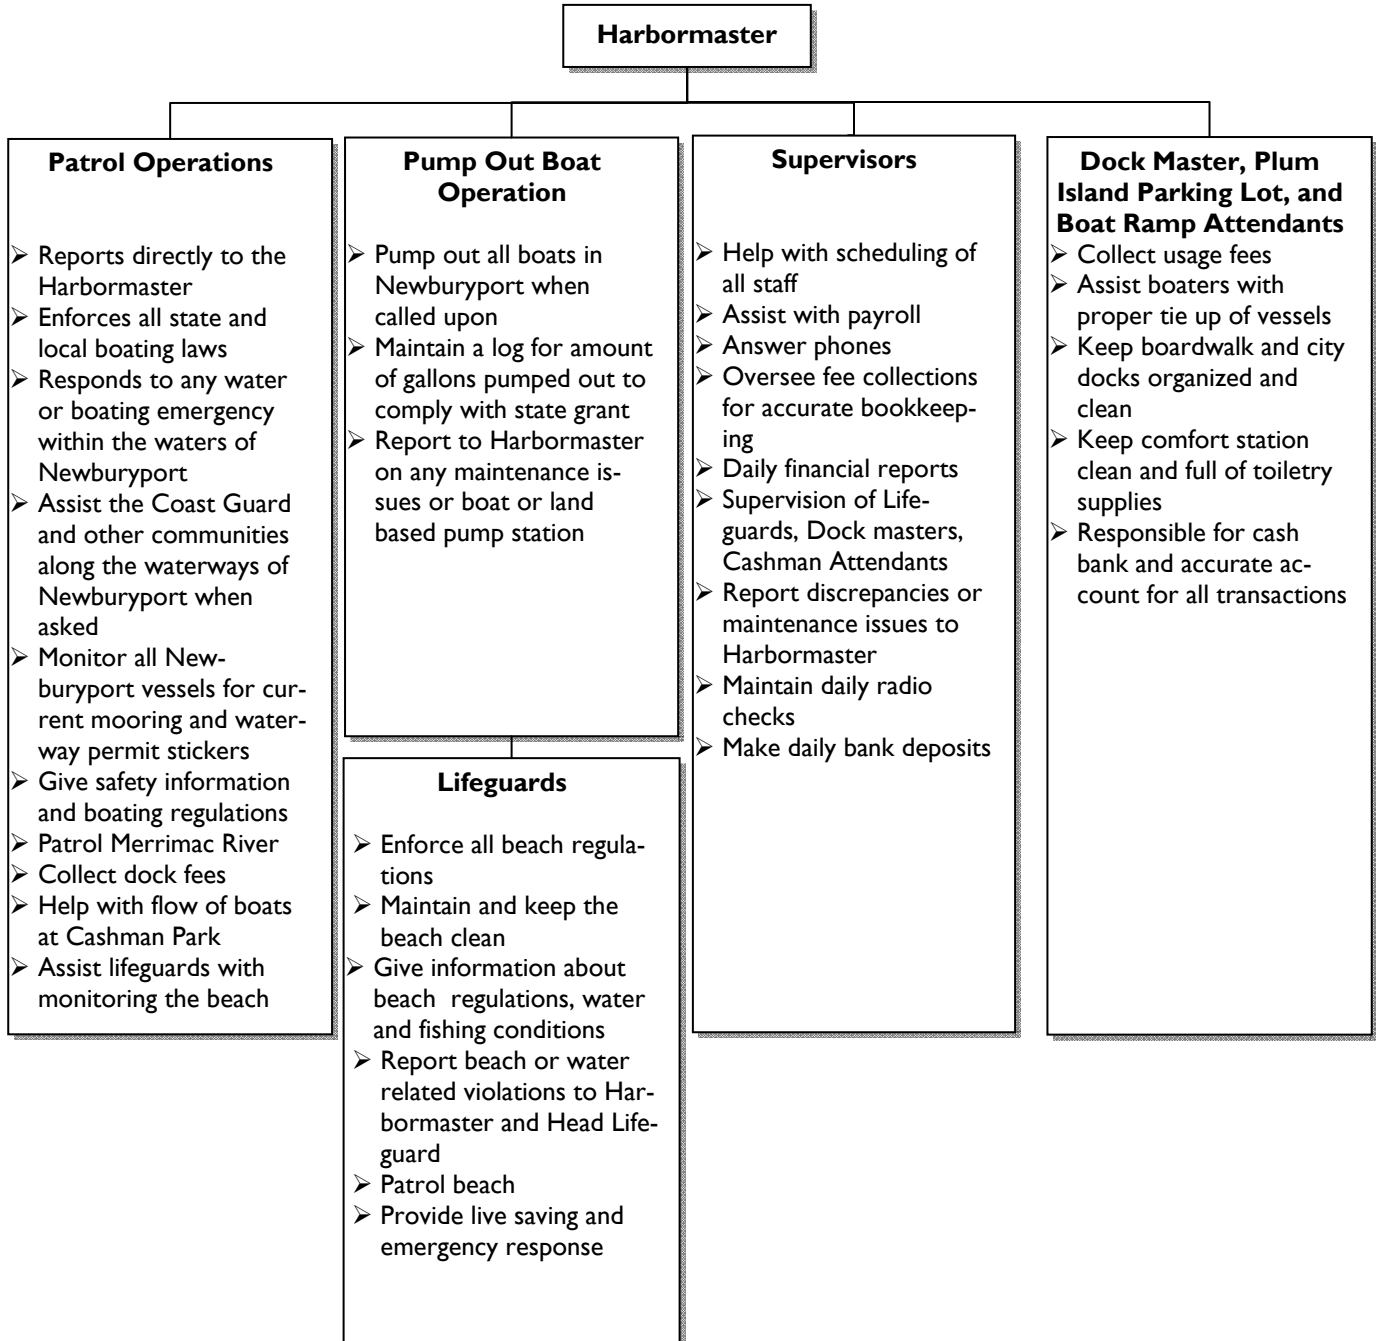 Harbormaster
Patrol Operations
➢ Reports directly to the
Harbormaster
➢ Enforces all state and
local boating laws
➢ Responds to any water
or boating emergency
within the waters of
Newburyport
➢ Assist the Coast Guard
and other communities
along the waterways of
Newburyport when
asked
➢ Monitor all New-
buryport vessels for cur-
rent mooring and water-
way permit stickers
➢ Give safety information
and boating regulations
➢ Patrol Merrimac River
➢ Collect dock fees
➢ Help with flow of boats
at Cashman Park
➢ Assist lifeguards with
monitoring the beach
Pump Out Boat
Operation
➢ Pump out all boats in
Newburyport when
called upon
➢ Maintain a log for amount
of gallons pumped out to
comply with state grant
➢ Report to Harbormaster
on any maintenance is-
sues or boat or land
based pump station
Lifeguards
➢ Enforce all beach regula-
tions
➢ Maintain and keep the
beach clean
➢ Give information about
beach regulations, water
and fishing conditions
➢ Report beach or water
related violations to Har-
bormaster and Head Life-
guard
➢ Patrol beach
➢ Provide live saving and
emergency response
Supervisors
➢ Help with scheduling of
all staff
➢ Assist with payroll
➢ Answer phones
➢ Oversee fee collections
for accurate bookkeep-
ing
➢ Daily financial reports
➢ Supervision of Life-
guards, Dock masters,
Cashman Attendants
➢ Report discrepancies or
maintenance issues to
Harbormaster
➢ Maintain daily radio
checks
➢ Make daily bank deposits
Dock Master, Plum
Island Parking Lot, and
Boat Ramp Attendants
➢ Collect usage fees
➢ Assist boaters with
proper tie up of vessels
➢ Keep boardwalk and city
docks organized and
clean
➢ Keep comfort station
clean and full of toiletry
supplies
➢ Responsible for cash
bank and accurate ac-
count for all transactions